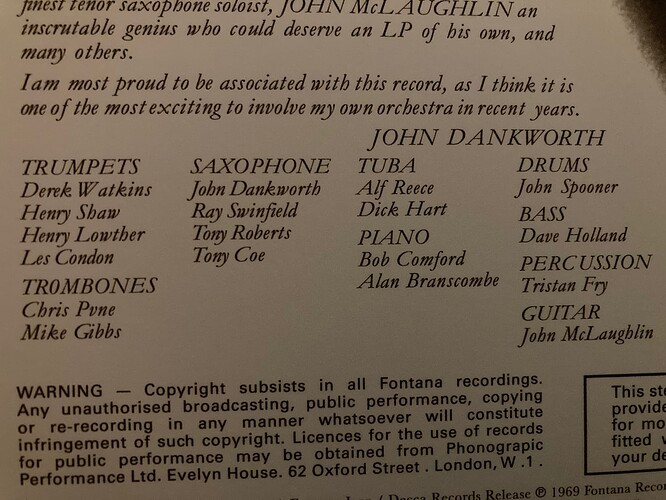 finest tenor saxophone soloist, JOHN McLAUGHLIN an
inscrutable genius who could deserve an LP of his own, and
many others.
I am most proud to be associated with this record, as I think it is
one of the most exciting to involve my own orchestra in recent years.
JOHN DANKWORTH
TRUMPETS
Derek Watkins
Henry Shaw
Henry Lowther
Les Condon
TROMBONES
Chris Pvne
Mike Gibbs
SAXOPHONE
John Dankworth
Ray Swinfield
Tony Roberts
Tony Coe
TUBA
Alf Reece
Dick Hart
PIANO
Bob Comford
Alan Branscombe
DRUMS
John Spooner
BASS
Dave Holland
PERCUSSION
Tristan Fry
GUITAR
John McLaughlin
WARNING — Copyright subsists in all Fontana recordings.
Any unauthorised broadcasting, public performance, copying
or re-recording in any manner whatsoever will constitute
infringement of such copyright. Licences for the use of records
for public performance may be obtained from Phonograpic
Performance Ltd. Evelyn House. 62 Oxford Street . London, W .1 .
This
provide
for
fitted
your
/ Decca Records Release ℗ 1969 Fontana